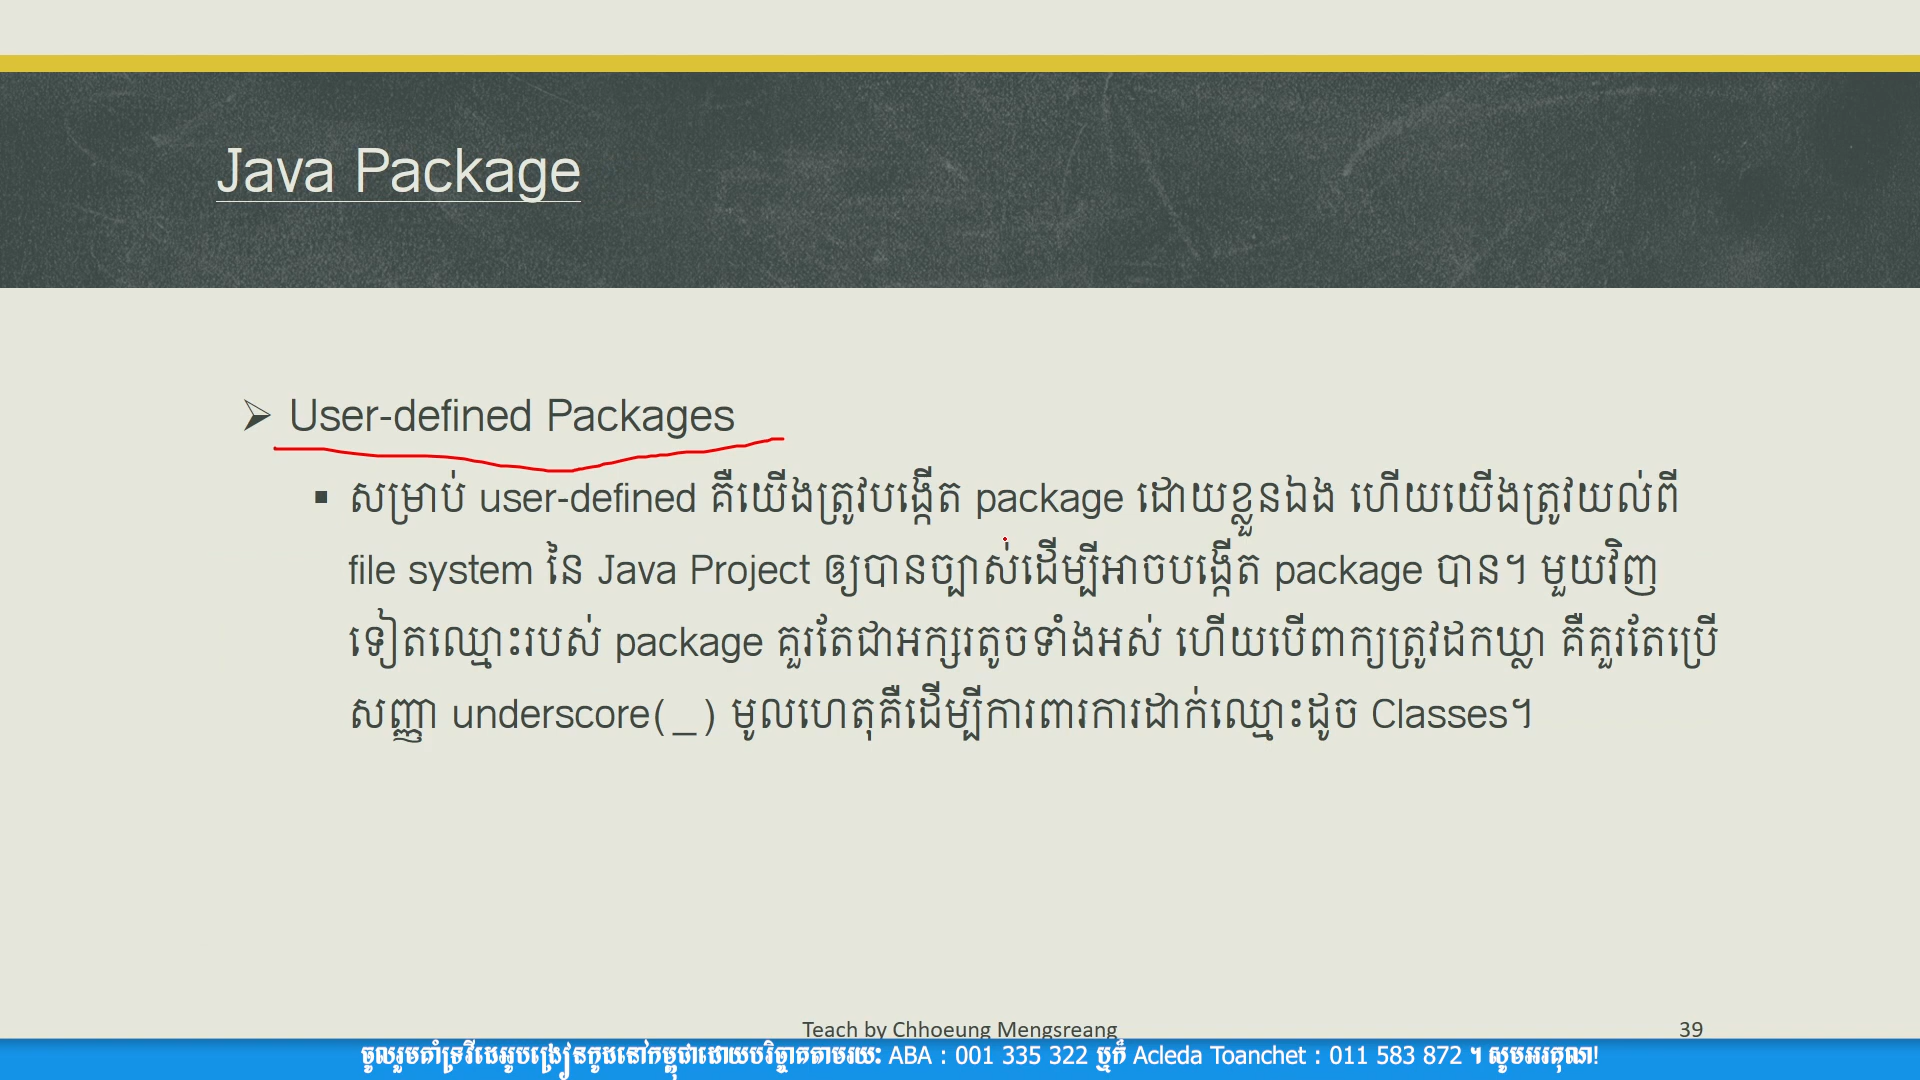 Java Package
User-defined Packages
សម្រាប់ user-defined គឺយើងត្រូវបង្កើត package ដោយខ្លួនឯង ហើយយើងត្រូវយល់ពី
file system នៃ Java Project ឲ្យបានច្បាស់ដើម្បីអាចបង្កើត package បាន។ មួយវិញ
ទៀតឈ្មោះរបស់ package គួរតែជាអក្សរតូចទាំងអស់ ហើយបើពាក្យត្រូវដកឃ្លា គឺគួរតែប្រើ
សញ្ញា underscore(_) មូលហេតុគឺដើម្បីការពារការដាក់ឈ្មោះដូច Classes។
Teach by Chhoeung Mengsreang
39
ចូលរួមគាំទ្រវីដេអូបង្រៀនកូដនៅកម្ពុជាដោយបរិច្ចាគតាមរយៈ ABA : 001 335 322 ឬក៏ Acleda Toanchet : 011 583 872 ។ សូមអរគុណ!